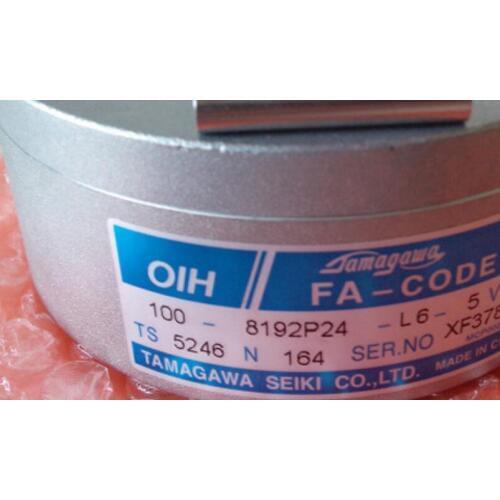 OIH Tamagawa
FA-CODE
100 - 8192P24 - L6 - 5 V
TS 5246 N 164 SER.NO XF378
TAMAGAWA SEIKI CO.,LTD. MADE IN C